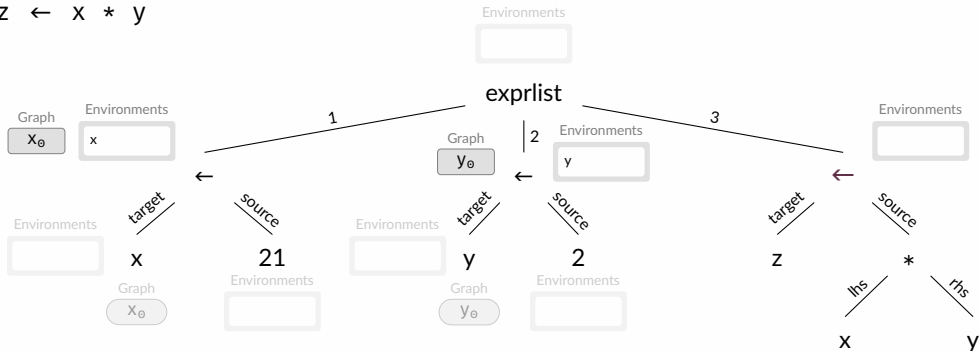 z ← x * y
Environments
exprlist
1
2
3
Graph
x₀
Environments
x
Graph
y₀
Environments
y
Environments
←
←
←
target
source
target
source
target
source
Environments
x
21
Environments
y
2
z
*
Graph
x₀
Environments
Graph
y₀
Environments
lhs
rhs
x
y